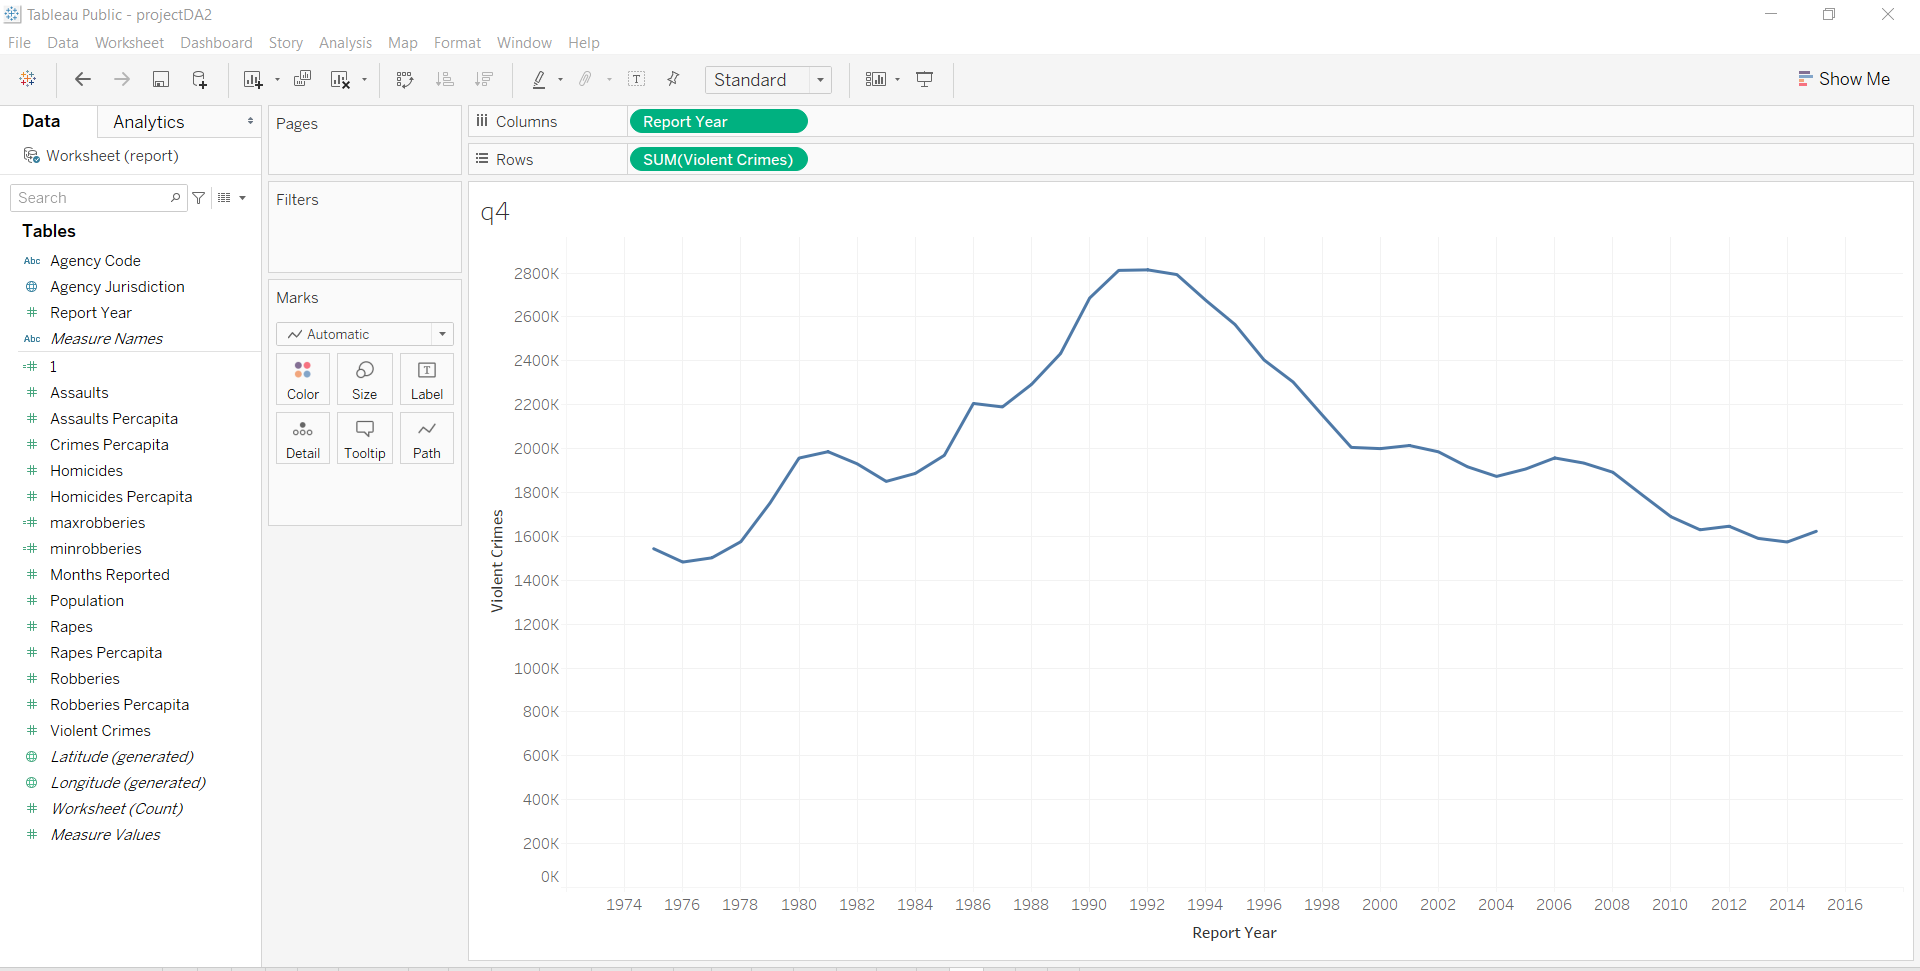 Tableau Public - projectDA2
File Data Worksheet Dashboard Story Analysis Map Format Window Help
Standard
Show Me
Data Analytics
Worksheet (report)
Search
Tables
Abc Agency Code
Agency Jurisdiction
Report Year
Abc Measure Names
1
Assaults
Assaults Percapita
Crimes Percapita
Homicides
Homicides Percapita
maxrobberies
minrobberies
Months Reported
Population
Rapes
Rapes Percapita
Robberies
Robberies Percapita
Violent Crimes
Latitude (generated)
Longitude (generated)
Worksheet (Count)
Measure Values
Pages
Filters
Marks
Automatic
Color Size Label
Detail Tooltip Path
Columns Report Year
Rows SUM(Violent Crimes)
q4
2800K
2600K
2400K
2200K
2000K
1800K
1600K
1400K
1200K
1000K
800K
600K
400K
200K
0K
Violent Crimes
1974 1976 1978 1980 1982 1984 1986 1988 1990 1992 1994 1996 1998 2000 2002 2004 2006 2008 2010 2012 2014 2016
Report Year